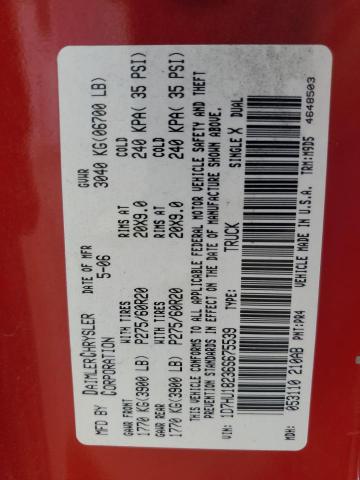 MFD BY DAIMLERCHRYSLER CORPORATION DATE OF MFR 5-06 GVWR 3040 KG(06700 LB)
GAWR FRONT WITH TIRES RIMS AT COLD
1770 KG(3900 LB) P275/60R20 20X9.0 240 KPA( 35 PSI)
GAWR REAR WITH TIRES RIMS AT COLD
1770 KG(3900 LB) P275/60R20 20X9.0 240 KPA( 35 PSI)
THIS VEHICLE CONFORMS TO ALL APPLICABLE FEDERAL MOTOR VEHICLE SAFETY AND THEFT
PREVENTION STANDARDS IN EFFECT ON THE DATE OF MANUFACTURE SHOWN ABOVE.
VIN: 1D7HU18236S675539 TYPE: TRUCK SINGLE X DUAL
MDH: 053110 210AB PNT: PR4 VEHICLE MADE IN U.S.A. TRM: M9D5 4648503